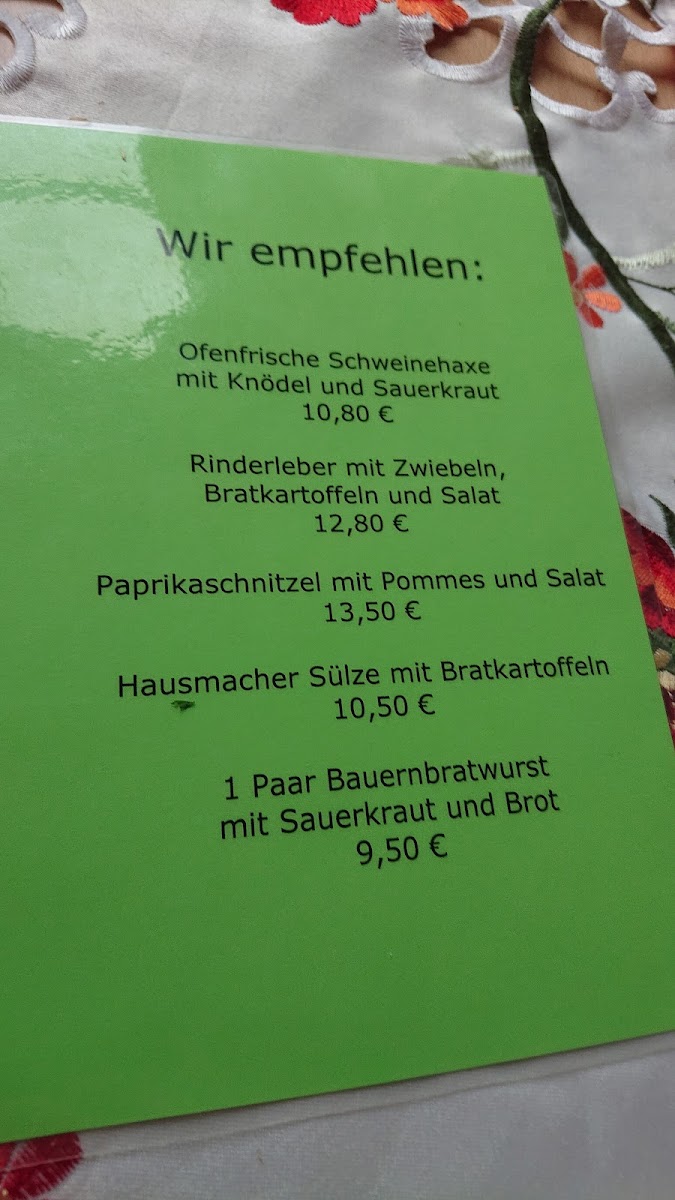 Wir empfehlen:
Ofenfrische Schweinehaxe
mit Knödel und Sauerkraut
10,80 €
Rinderleber mit Zwiebeln,
Bratkartoffeln und Salat
12,80 €
Paprikaschnitzel mit Pommes und Salat
13,50 €
Hausmacher Sülze mit Bratkartoffeln
10,50 €
1 Paar Bauernbratwurst
mit Sauerkraut und Brot
9,50 €